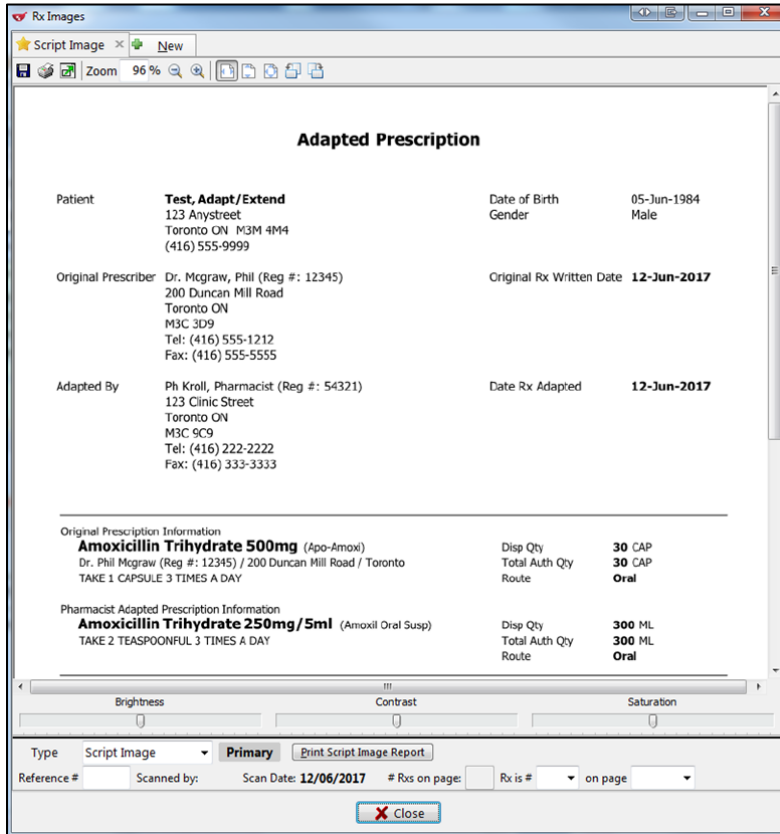 Rx Images
Script Image
New
Zoom 96 %
Adapted Prescription
Patient Test, Adapt/Extend Date of Birth 05-Jun-1984
123 Anystreet Gender Male
Toronto ON M3M 4M4
(416) 555-9999
Original Prescriber Dr. Mcgraw, Phil (Reg #: 12345) Original Rx Written Date 12-Jun-2017
200 Duncan Mill Road
Toronto ON
M3C 3D9
Tel: (416) 555-1212
Fax: (416) 555-5555
Adapted By Ph Kroll, Pharmacist (Reg #: 54321) Date Rx Adapted 12-Jun-2017
123 Clinic Street
Toronto ON
M3C 9C9
Tel: (416) 222-2222
Fax: (416) 333-3333
Original Prescription Information
Amoxicillin Trihydrate 500mg (Apo-Amoxi) Disp Qty 30 CAP
Dr. Phil Mcgraw (Reg #: 12345) / 200 Duncan Mill Road / Toronto Total Auth Qty 30 CAP
TAKE 1 CAPSULE 3 TIMES A DAY Route Oral
Pharmacist Adapted Prescription Information
Amoxicillin Trihydrate 250mg/5ml (Amoxil Oral Susp) Disp Qty 300 ML
TAKE 2 TEASPOONFUL 3 TIMES A DAY Total Auth Qty 300 ML
Route Oral
Brightness Contrast Saturation
Type Script Image Primary Print Script Image Report
Reference # Scanned by: Scan Date: 12/06/2017 # Rxs on page: Rx is # on page
Close